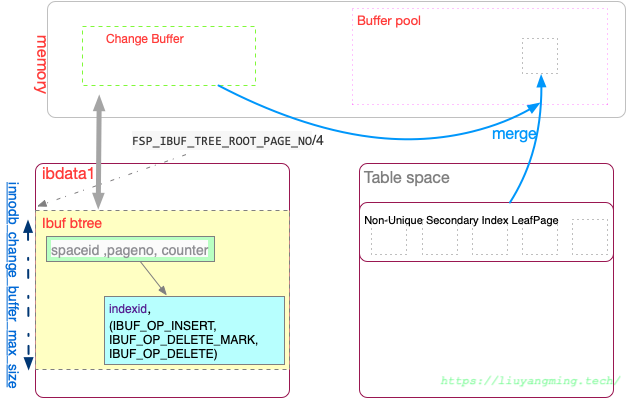 Change Buffer
Buffer pool
memory
merge
FSP_IBUF_TREE_ROOT_PAGE_NO/4
ibdata1
Table space
Ibuf btree
Non-Unique Secondary Index LeafPage
spaceid ,pageno, counter
indexid,
(IBUF_OP_INSERT,
IBUF_OP_DELETE_MARK,
IBUF_OP_DELETE)
innodb_change_buffer_max_size
https://liuyangming.tech/